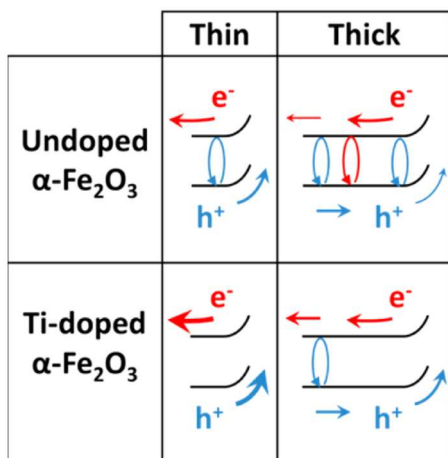 Thin Thick
e⁻ e⁻
Undoped
α-Fe₂O₃
h⁺ h⁺
e⁻ e⁻
Ti-doped
α-Fe₂O₃
h⁺ h⁺